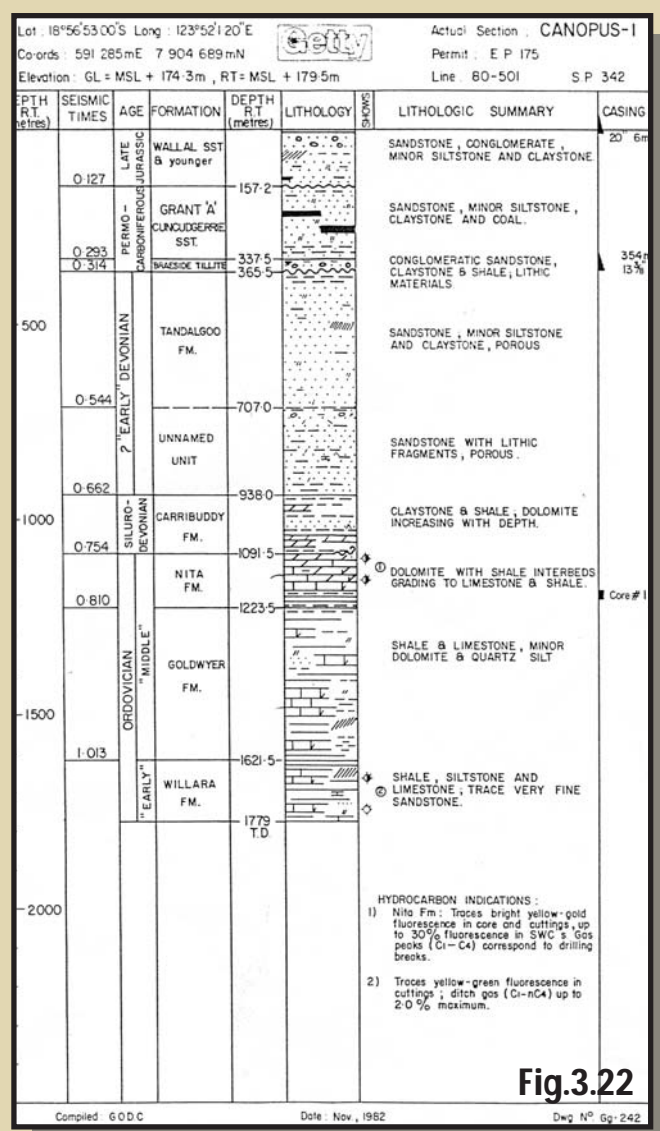 Lat : 18°56'53·00"S Long : 123°52'1·20"E
Co-ords : 591 285mE 7 904 689mN
Elevation : GL = MSL + 174·3m , RT = MSL + 179·5m
Getty
Actual Section : CANOPUS-1
Permit : E P 175
Line : 80-501 S P 342
EPTH R.T. metres)
SEISMIC TIMES
AGE
FORMATION
DEPTH R.T (metres)
LITHOLOGY
SHOWS
LITHOLOGIC SUMMARY
CASING
LATE JURASSIC
WALLAL SST
& younger
SANDSTONE , CONGLOMERATE ,
MINOR SILTSTONE AND CLAYSTONE
20" 6m
0·127
157·2
PERMO-CARBONIFEROUS
GRANT 'A'
CUNCUDGERRIE
SST.
SANDSTONE, MINOR SILTSTONE ,
CLAYSTONE AND COAL.
0·293
337·5
0·314
BRAESIDE TILLITE
365·5
CONGLOMERATIC SANDSTONE,
CLAYSTONE & SHALE ; LITHIC
MATERIALS
354
13⅜"
500
? "EARLY" DEVONIAN
TANDALGOO
FM.
SANDSTONE ; MINOR SILTSTONE
AND CLAYSTONE , POROUS
0·544
707·0
UNNAMED
UNIT
SANDSTONE WITH LITHIC
FRAGMENTS , POROUS .
0·662
938·0
1000
SILURO-DEVONIAN
CARRIBUDDY
FM.
CLAYSTONE & SHALE ; DOLOMITE
INCREASING WITH DEPTH.
0·754
1091·5
NITA
FM.
① DOLOMITE WITH SHALE INTERBEDS
GRADING TO LIMESTONE & SHALE.
Core # 1
0·810
1223·5
ORDOVICIAN
"MIDDLE"
GOLDWYER
FM.
SHALE & LIMESTONE , MINOR
DOLOMITE & QUARTZ SILT
1500
1·013
1621·5
"EARLY"
WILLARA
FM.
② SHALE , SILTSTONE AND
LIMESTONE ; TRACE VERY FINE
SANDSTONE.
1779
T.D.
2000
HYDROCARBON INDICATIONS :
1) Nita Fm : Traces bright yellow-gold
fluorescence in core and cuttings, up
to 30% fluorescence in SWC's Gas
peaks (C1 – C4) correspond to drilling
breaks.
2) Traces yellow-green fluorescence in
cuttings ; ditch gas (C1-nC4) up to
2·0 % maximum.
Fig.3.22
Compiled : G O D C
Date : Nov., 1982
Dwg Nº. Gg-242